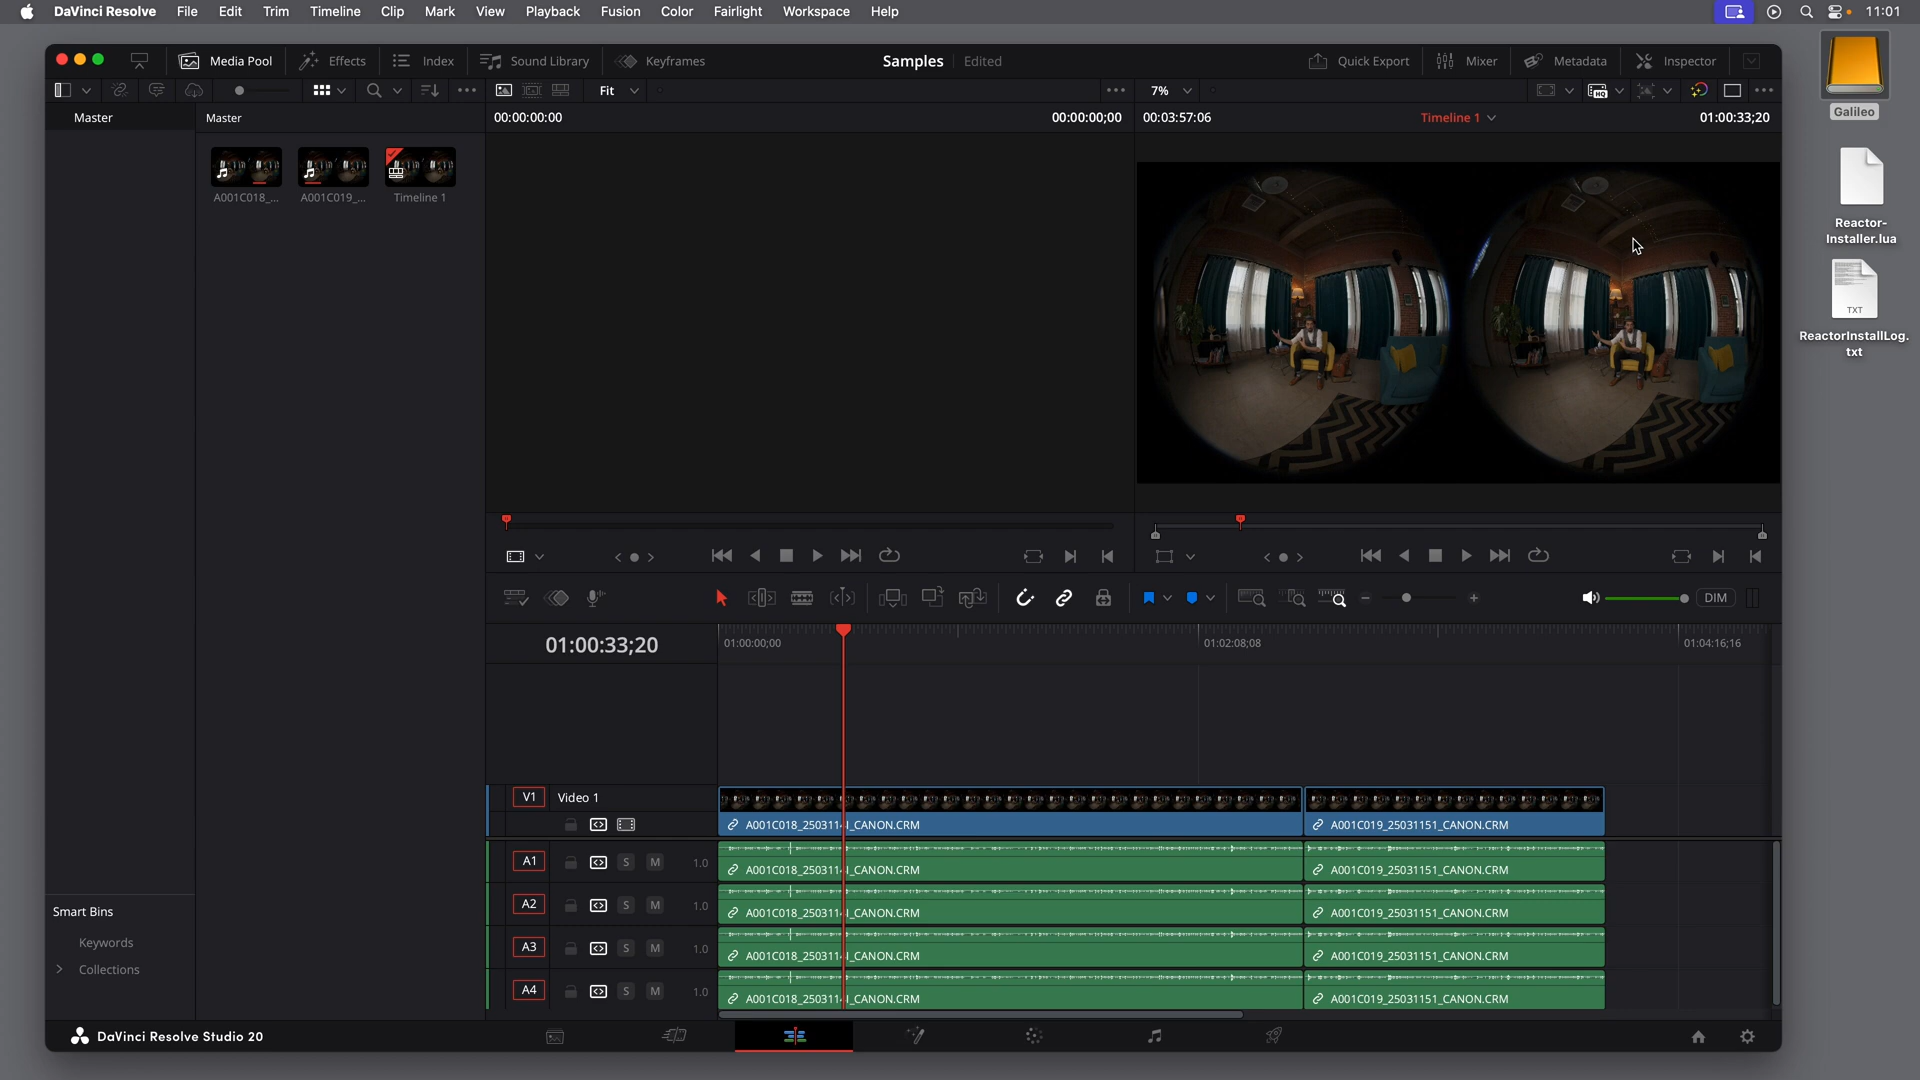 DaVinci Resolve File Edit Trim Timeline Clip Mark View Playback Fusion Color Fairlight Workspace Help 11:01
Media Pool Effects Index Sound Library Keyframes Samples Edited Quick Export Mixer Metadata Inspector
Fit 7%
Master Master 00:00:00:00 00:00:00;00 00:03:57:06 Timeline 1 01:00:33;20
A001C018_... A001C019_... Timeline 1
Galileo
Reactor-
Installer.lua
TXT
ReactorInstallLog.
txt
DIM
01:00:33;20 01:00:00;00 01:02:08;08 01:04:16;16
V1 Video 1
A001C018_250311 I_CANON.CRM A001C019_25031151_CANON.CRM
A1 S M 1.0 A001C018_250311 I_CANON.CRM A001C019_25031151_CANON.CRM
A2 S M 1.0 A001C018_250311 I_CANON.CRM A001C019_25031151_CANON.CRM
A3 S M 1.0 A001C018_250311 I_CANON.CRM A001C019_25031151_CANON.CRM
A4 S M 1.0 A001C018_250311 I_CANON.CRM A001C019_25031151_CANON.CRM
Smart Bins
Keywords
Collections
DaVinci Resolve Studio 20